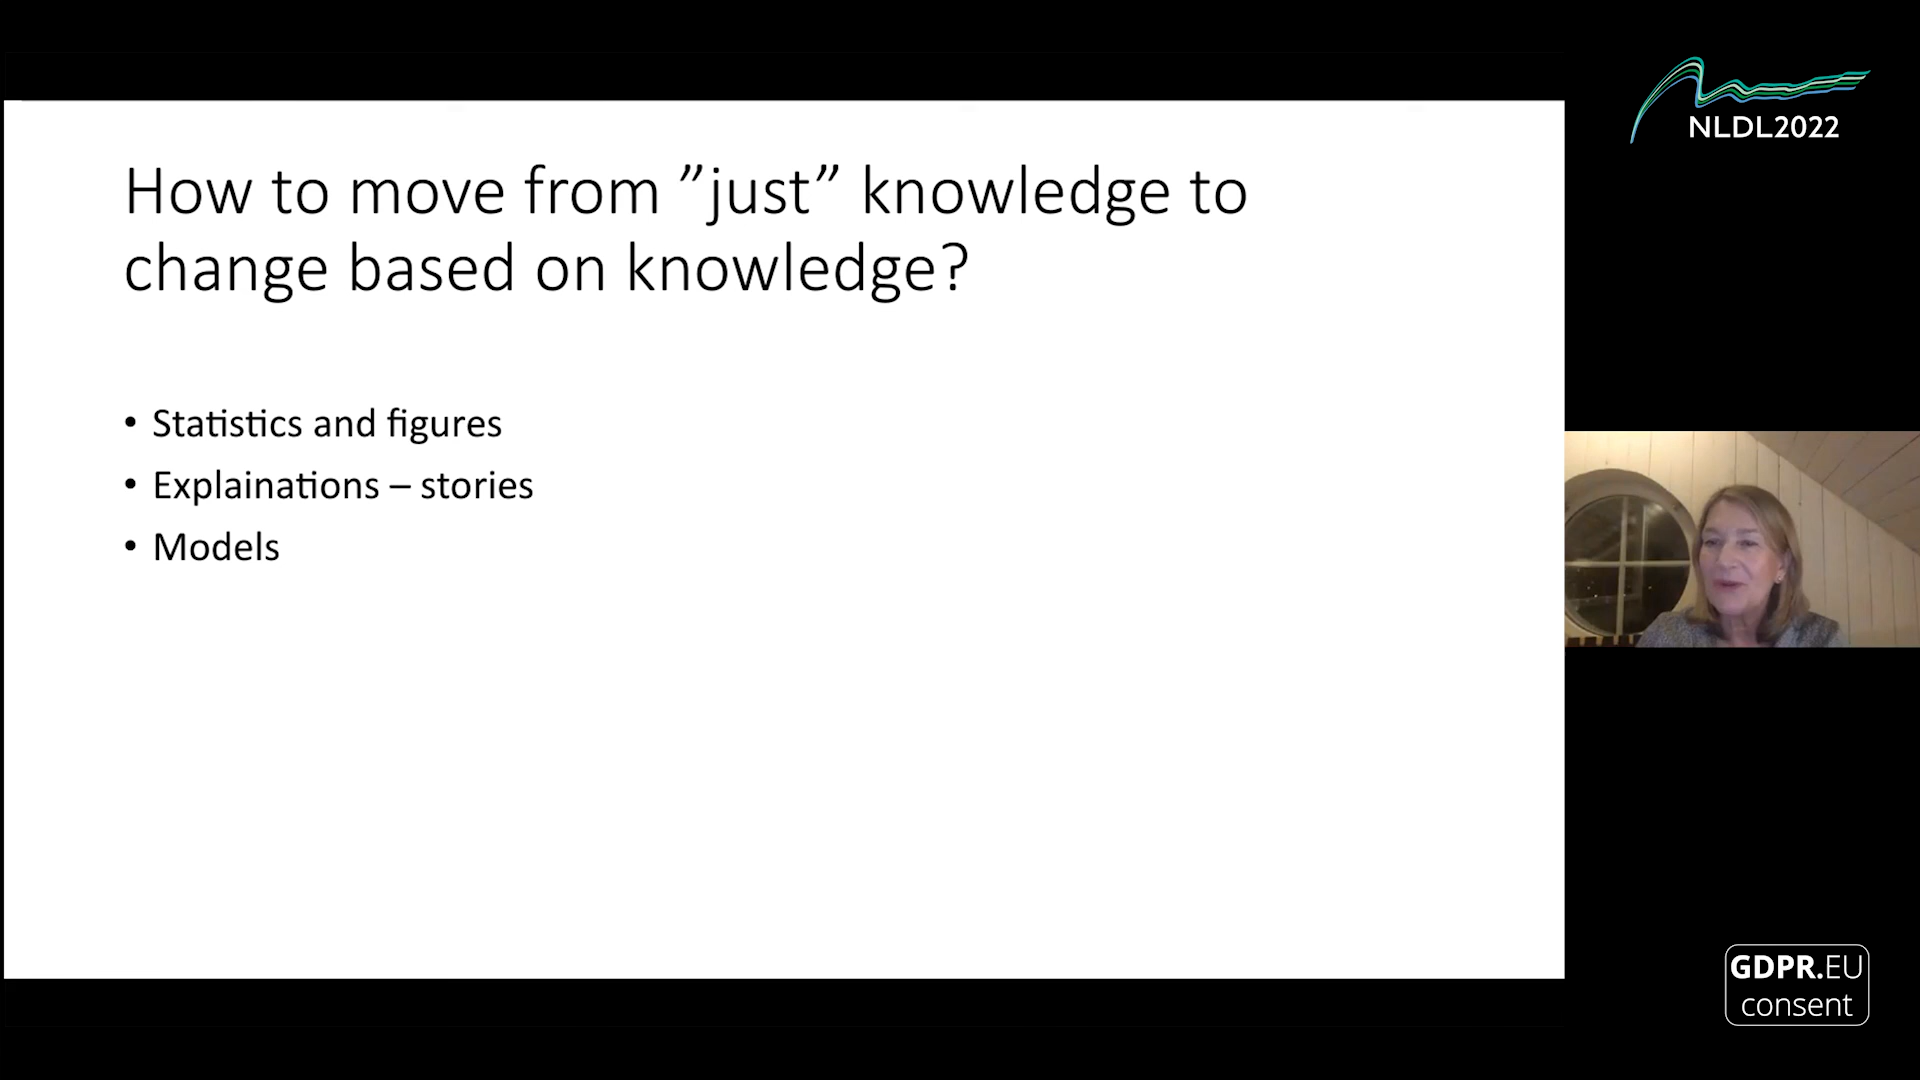 How to move from ”just” knowledge to
change based on knowledge?
• Statistics and figures
• Explainations – stories
• Models
NLDL2022
GDPR.EU
consent